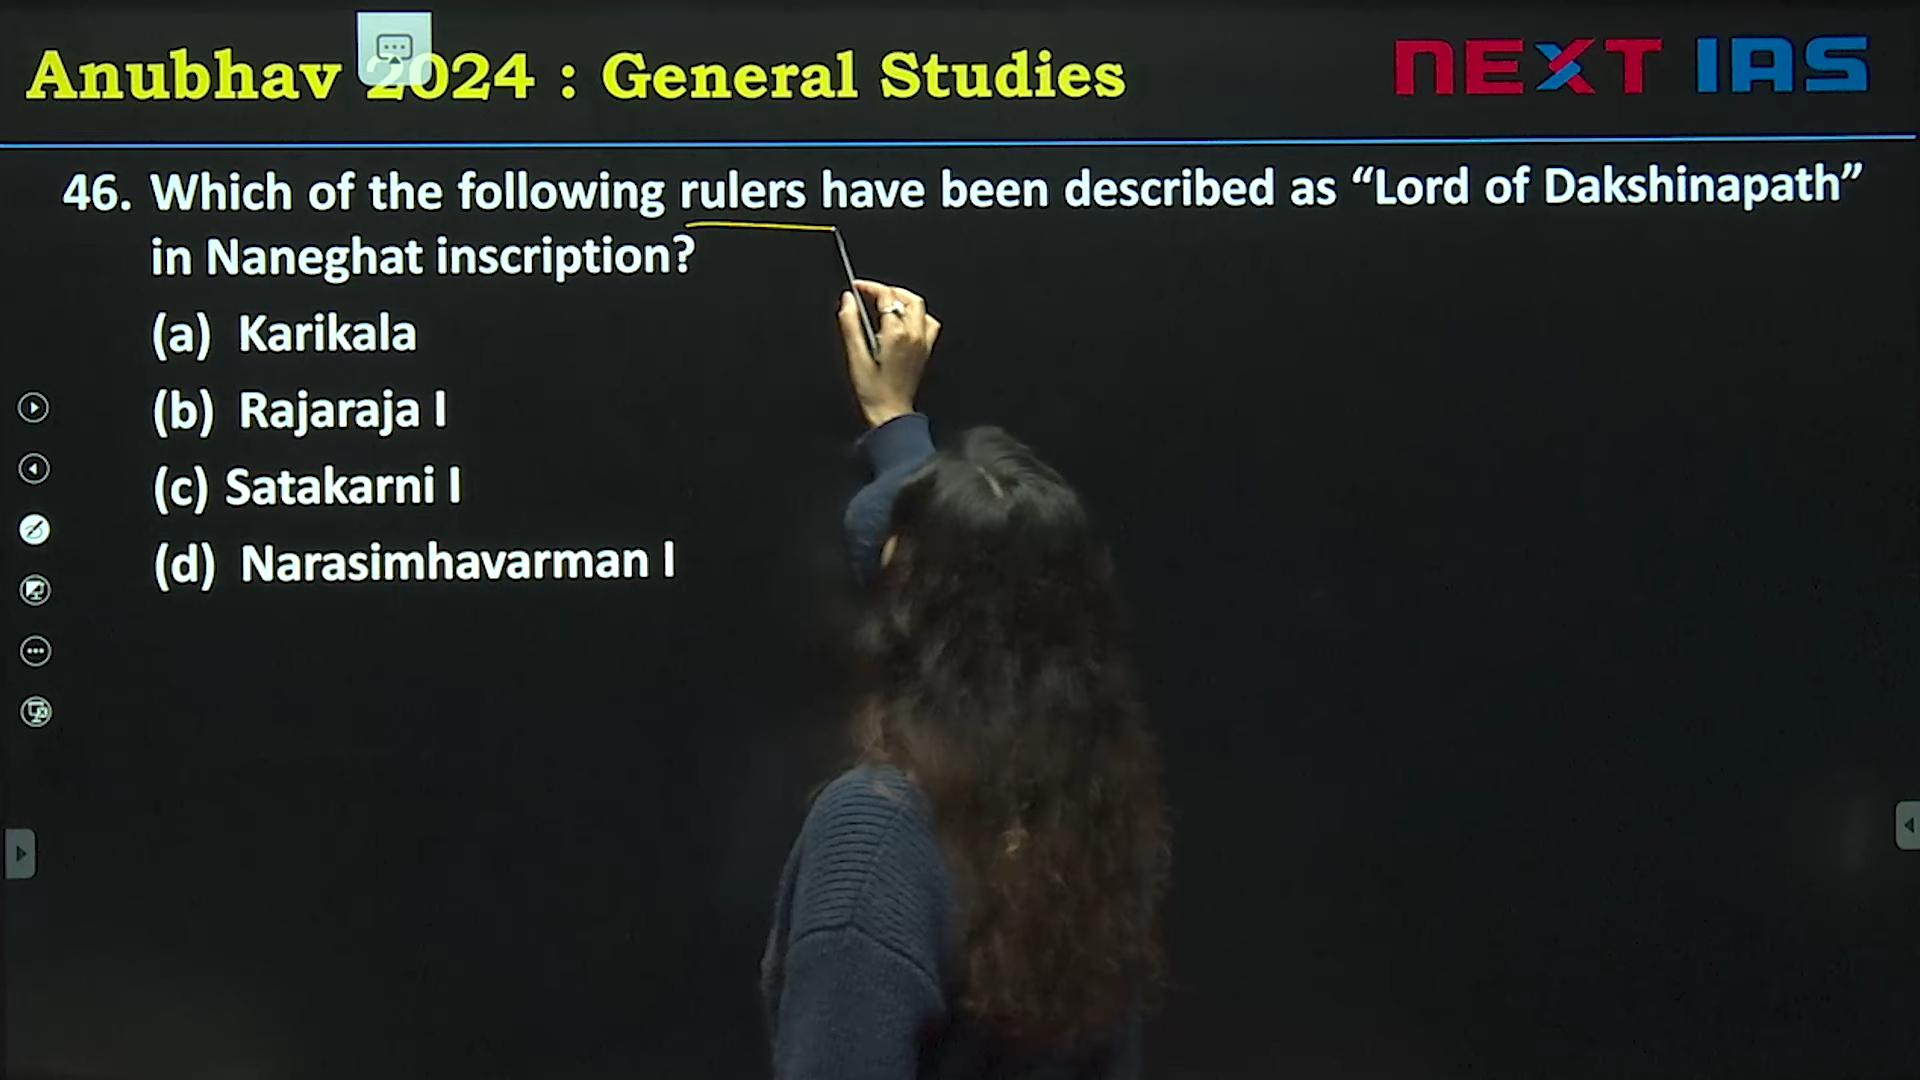 Anubhav 2024 : General Studies
NEXT IAS
46. Which of the following rulers have been described as “Lord of Dakshinapath”
in Naneghat inscription?
(a) Karikala
(b) Rajaraja I
(c) Satakarni I
(d) Narasimhavarman I